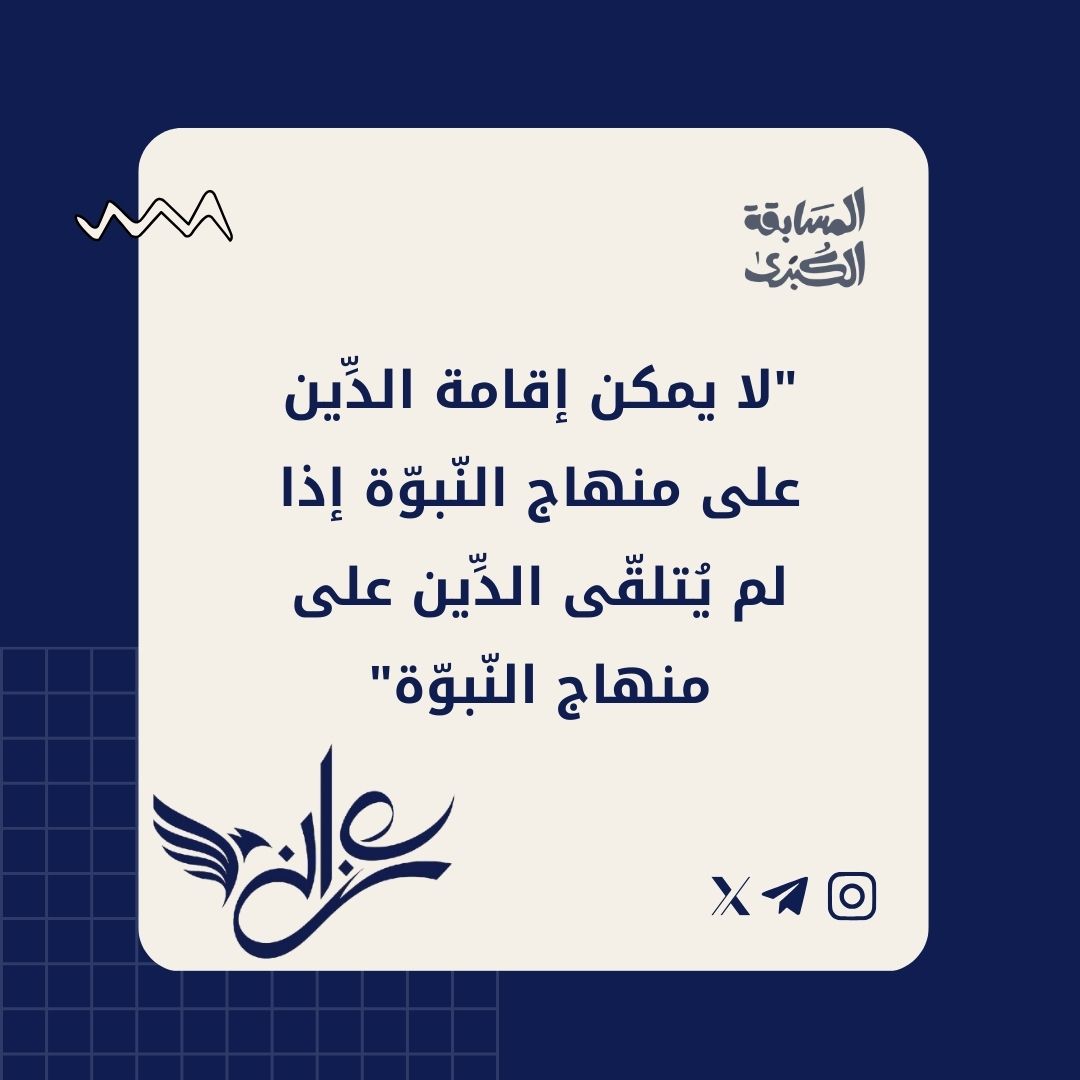 المسابقة
الكبرى
"لا يمكن إقامة الدِّين
على منهاج النّبوّة إذا
لم يُتلقّى الدِّين على
منهاج النّبوّة"